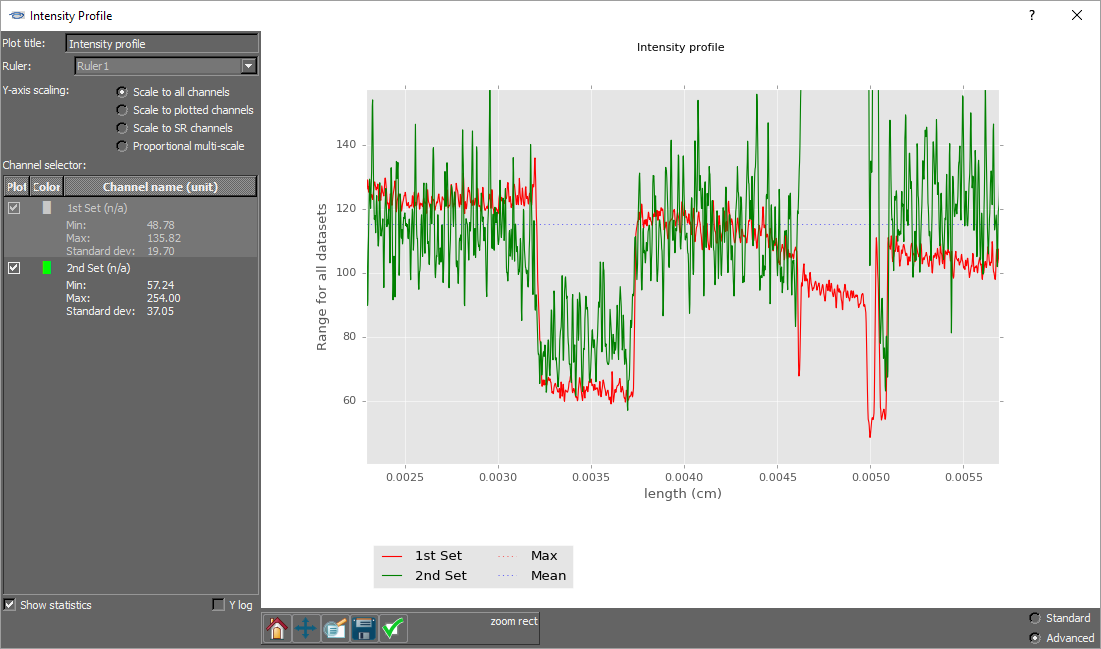 Intensity Profile
?
Plot title: Intensity profile
Ruler: Ruler1
Y-axis scaling:
Scale to all channels
Scale to plotted channels
Scale to SR channels
Proportional multi-scale
Channel selector:
Plot Color Channel name (unit)
1st Set (n/a)
Min: 48.78
Max: 135.82
Standard dev: 19.70
2nd Set (n/a)
Min: 57.24
Max: 254.00
Standard dev: 37.05
Show statistics
Y log
Intensity profile
Range for all datasets
140
120
100
80
60
0.0025 0.0030 0.0035 0.0040 0.0045 0.0050 0.0055
length (cm)
1st Set Max
2nd Set Mean
zoom rect
Standard
Advanced